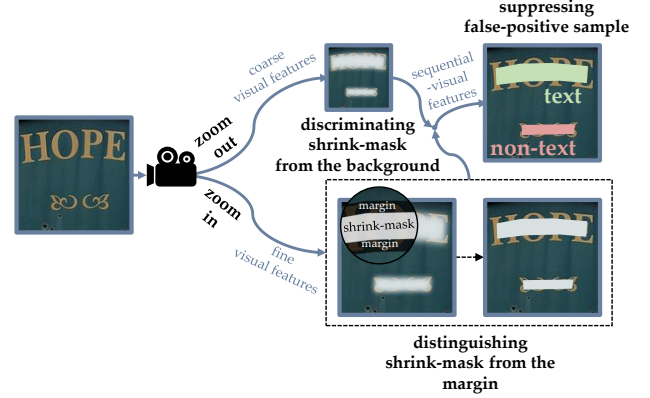 suppressing
false-positive sample
coarse
visual features
sequential
-visual
features
HOPE
text
non-text
zoom
out
discriminating
shrink-mask
from the background
HOPE
zoom
in
fine
visual features
margin
shrink-mask
margin
HOPE
distinguishing
shrink-mask from the
margin